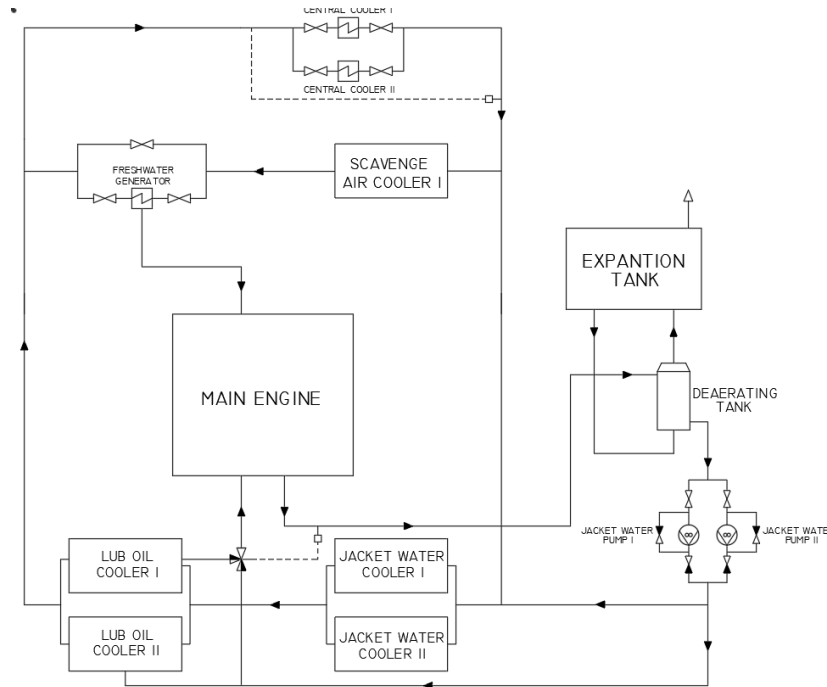 CENTRAL COOLER I
CENTRAL COOLER II
FRESHWATER
GENERATOR
SCAVENGE
AIR COOLER I
EXPANTION
TANK
MAIN ENGINE
DEAERATING
TANK
JACKET WATER
PUMP I
JACKET WATE
PUMP II
LUB OIL
COOLER I
JACKET WATER
COOLER I
LUB OIL
COOLER II
JACKET WATER
COOLER II